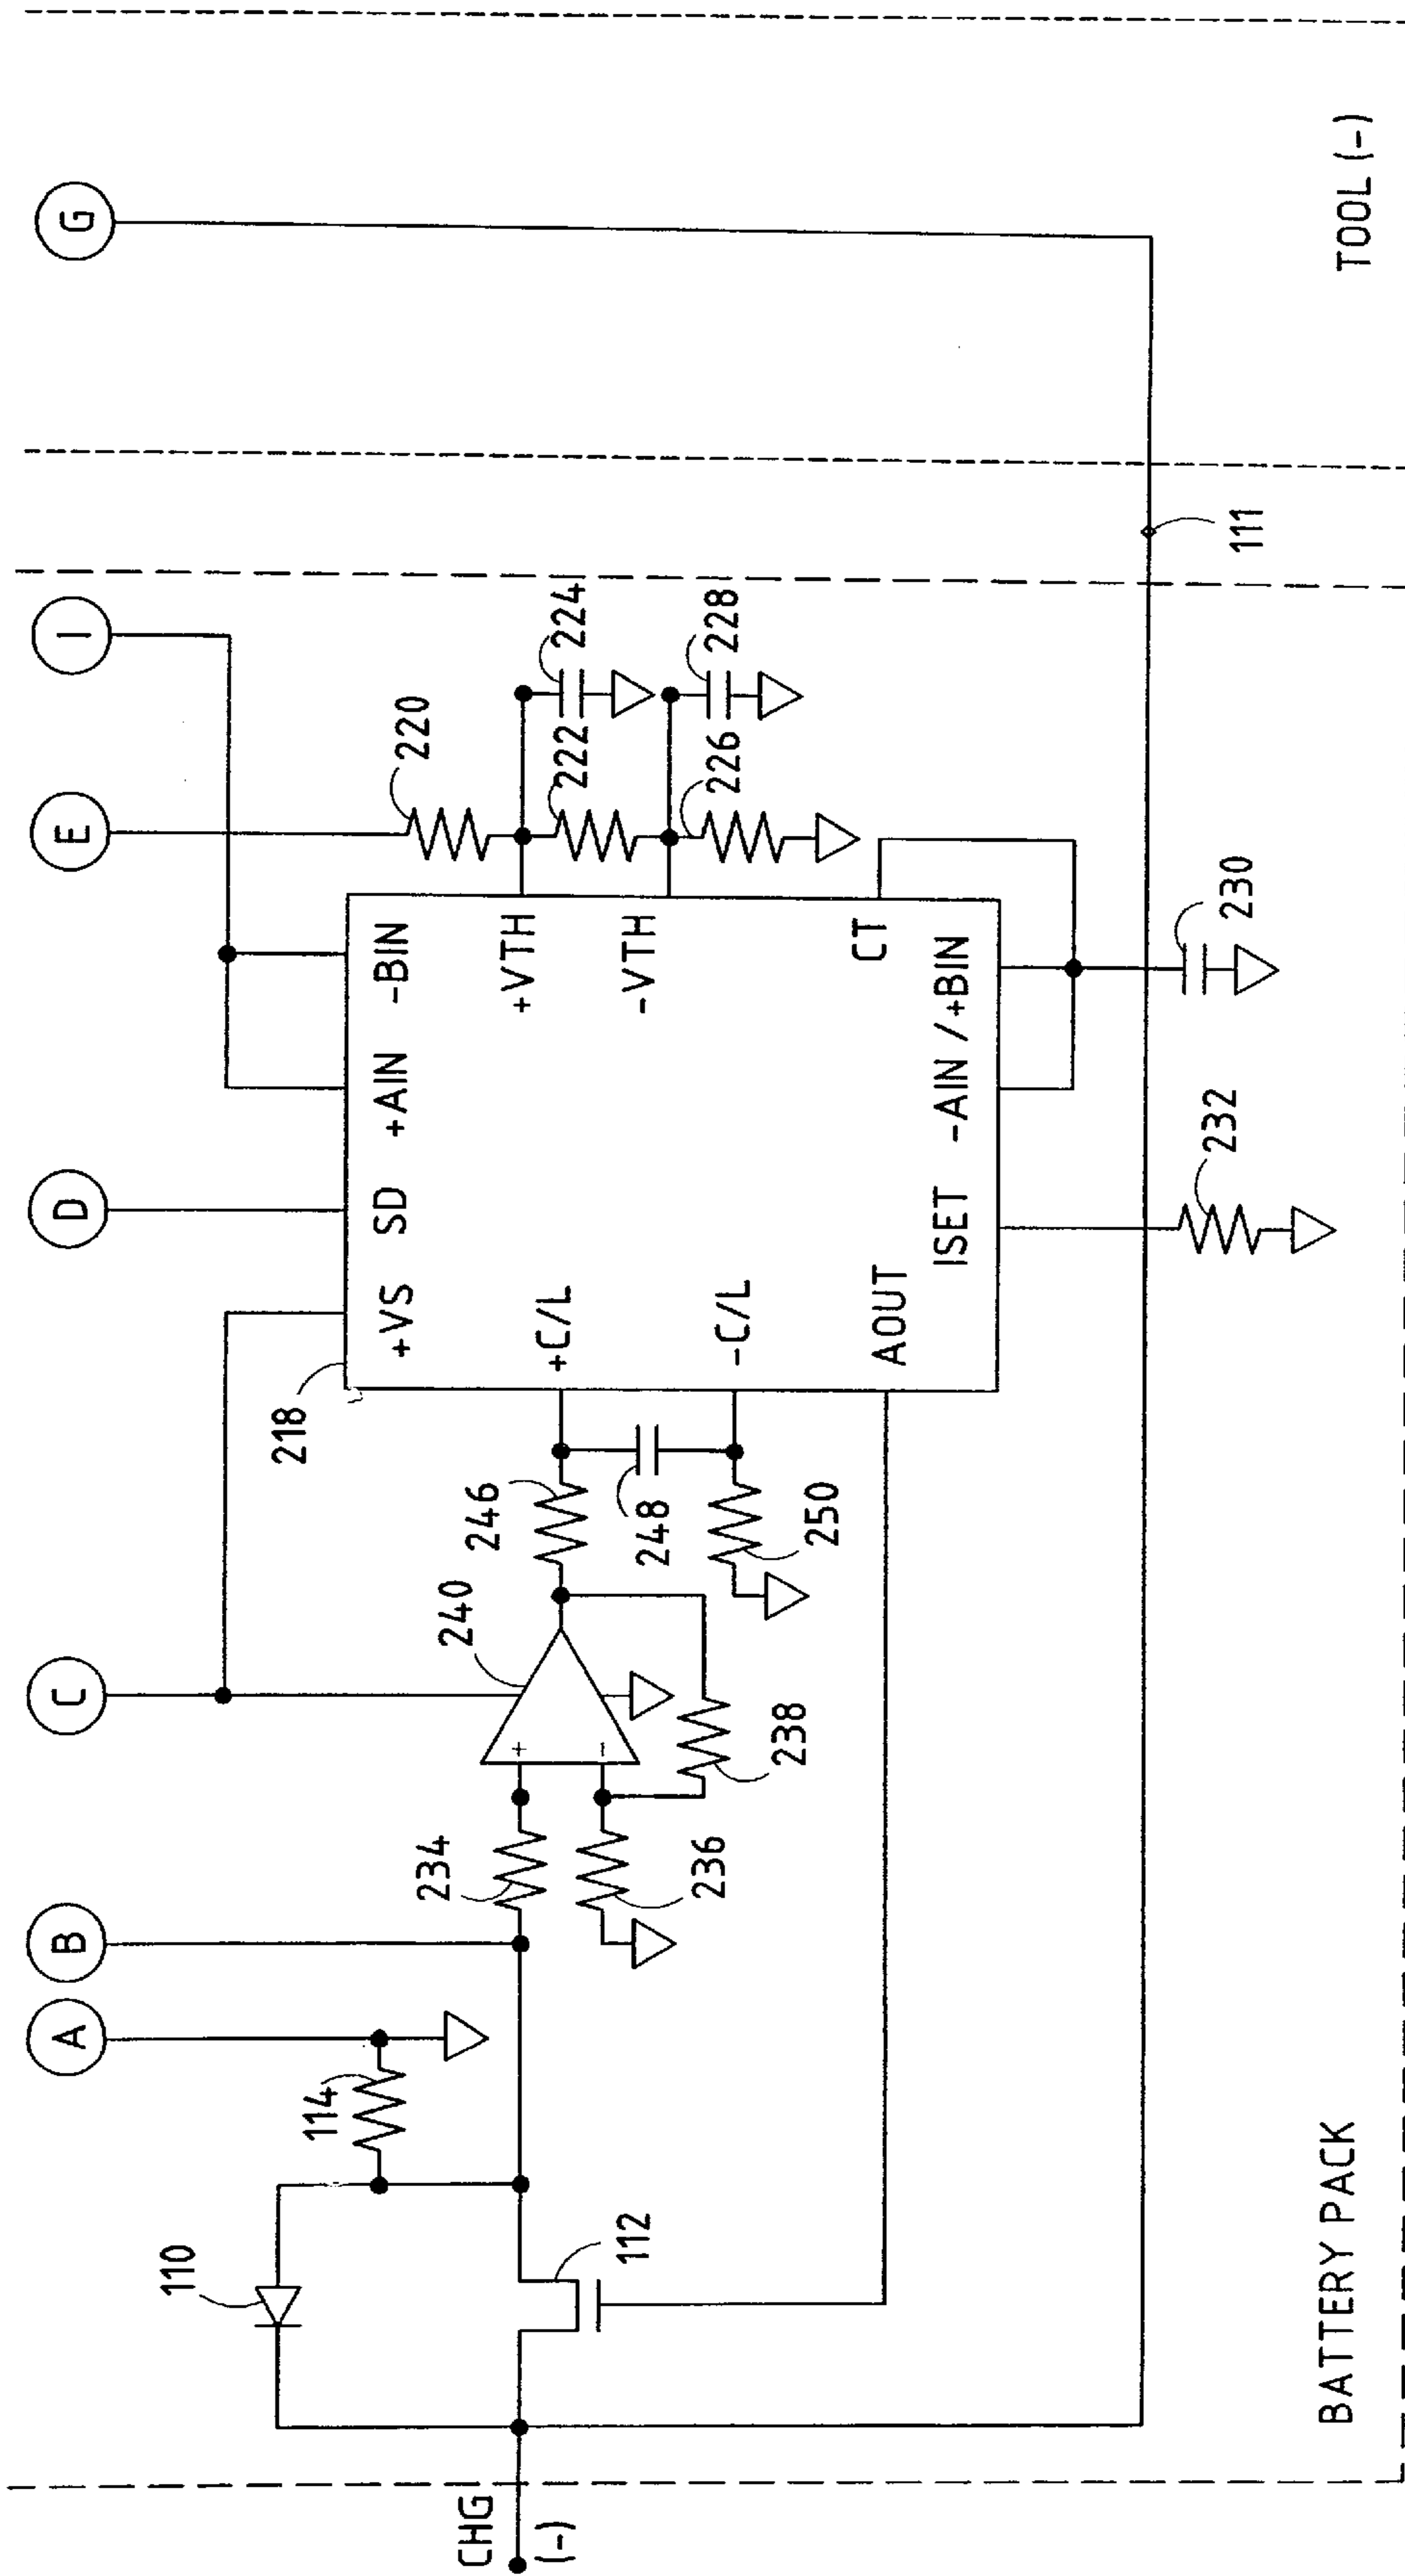 A
B
C
D
E
I
G
110
114
218
+VS
SD
+AIN
-BIN
220
234
240
246
+C/L
+VTH
222
224
236
238
248
250
-C/L
-VTH
226
228
112
AOUT
ISET
-AIN / +BIN
CT
232
230
111
CHG
(-)
BATTERY PACK
TOOL (-)
+
-